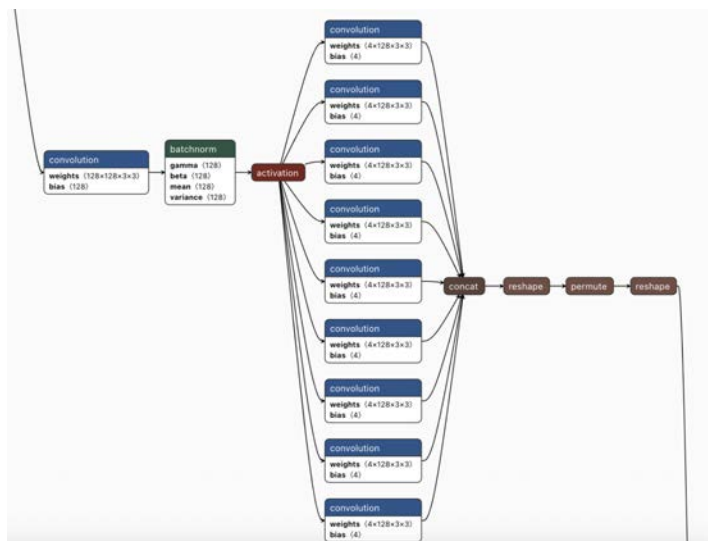 convolution
weights (4×128×3×3)
bias (4)
convolution
weights (4×128×3×3)
bias (4)
convolution
weights (128×128×3×3)
bias (128)
batchnorm
gamma (128)
beta (128)
mean (128)
variance (128)
activation
convolution
weights (4×128×3×3)
bias (4)
convolution
weights (4×128×3×3)
bias (4)
convolution
weights (4×128×3×3)
bias (4)
concat
reshape
permute
reshape
convolution
weights (4×128×3×3)
bias (4)
convolution
weights (4×128×3×3)
bias (4)
convolution
weights (4×128×3×3)
bias (4)
convolution
weights (4×128×3×3)
bias (4)